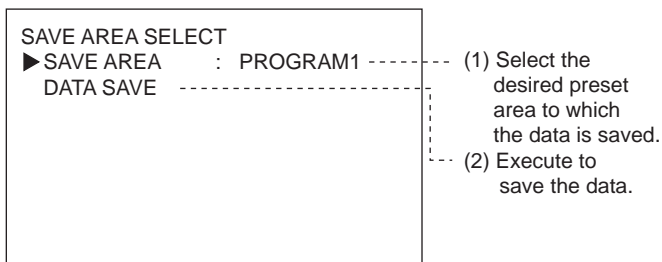 SAVE AREA SELECT
▶SAVE AREA : PROGRAM1
DATA SAVE
(1) Select the
desired preset
area to which
the data is saved.
(2) Execute to
save the data.